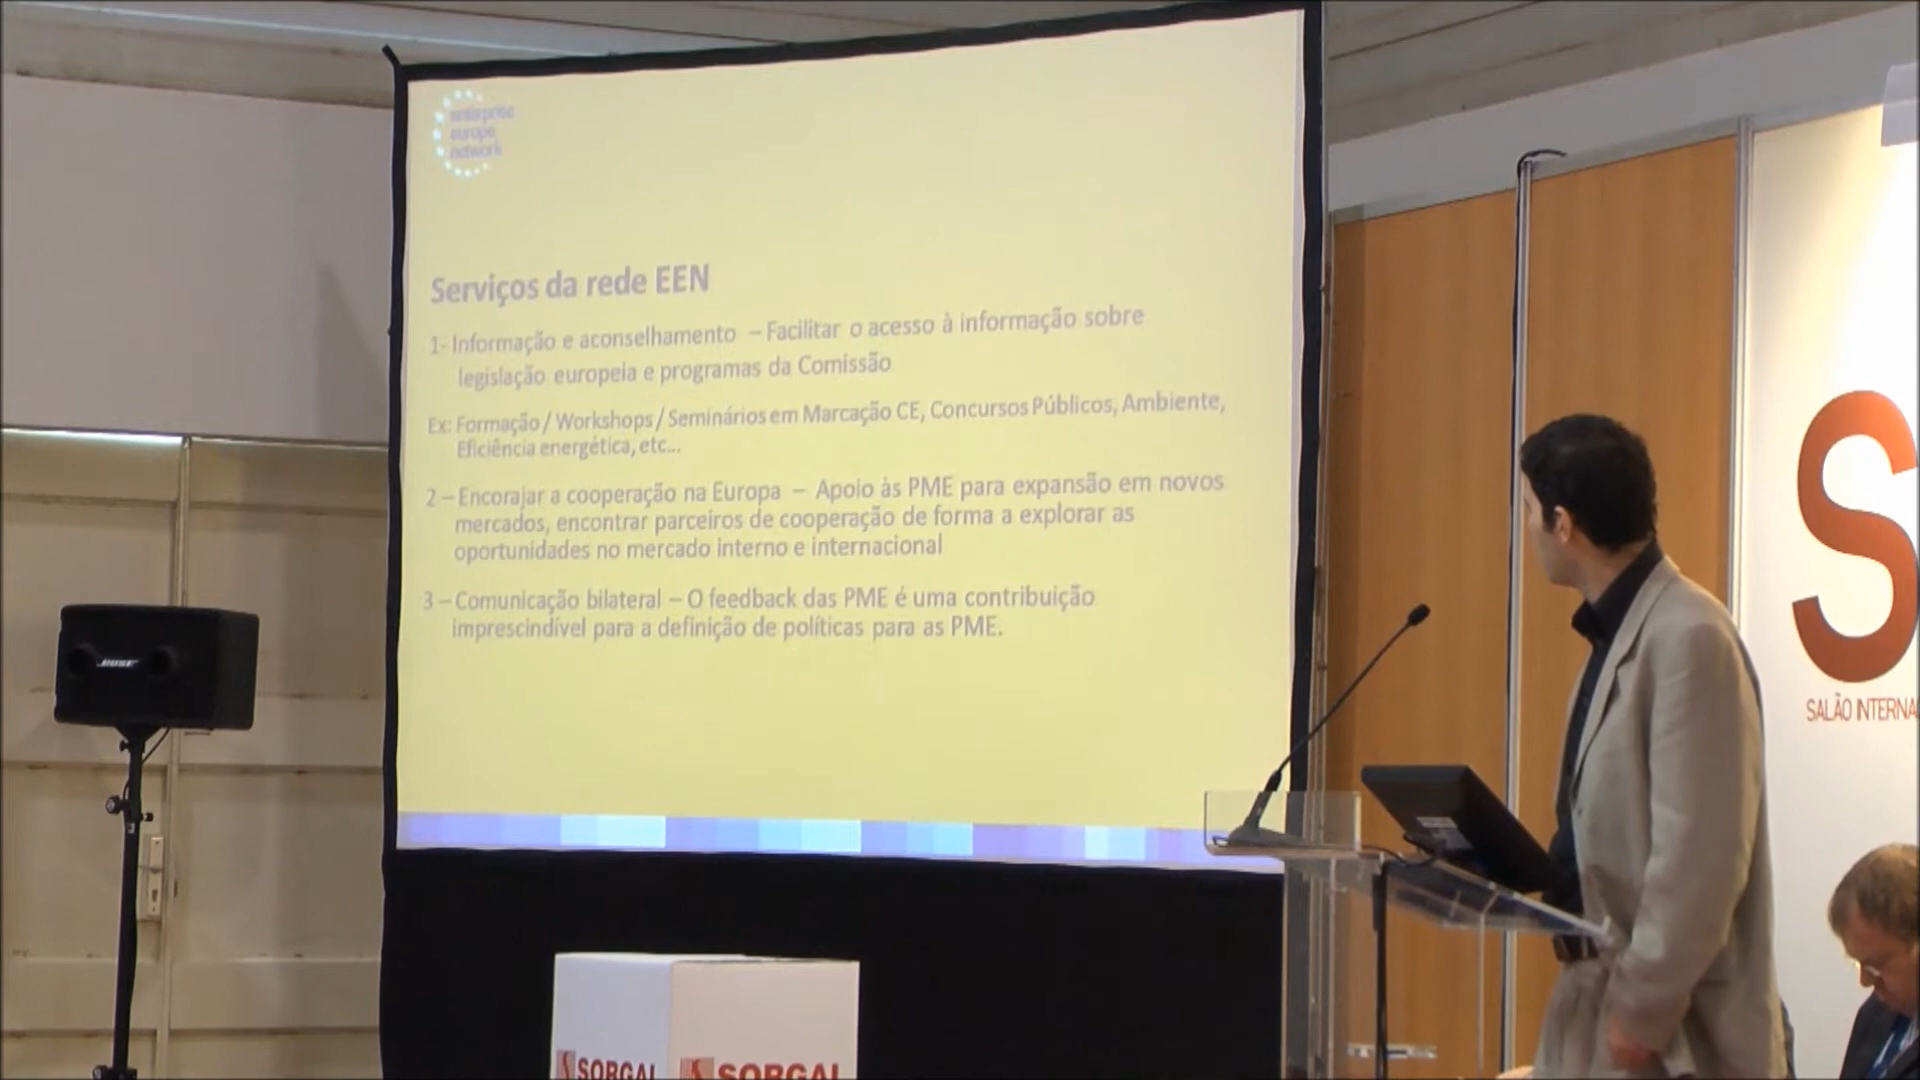 enterprise
europe
network
Serviços da rede EEN
1- Informação e aconselhamento – Facilitar o acesso à informação sobre
legislação europeia e programas da Comissão
Ex: Formação / Workshops / Seminários em Marcação CE, Concursos Públicos, Ambiente,
Eficiência energética, etc...
2 – Encorajar a cooperação na Europa – Apoio às PME para expansão em novos
mercados, encontrar parceiros de cooperação de forma a explorar as
oportunidades no mercado interno e internacional
3 – Comunicação bilateral – O feedback das PME é uma contribuição
imprescindível para a definição de políticas para as PME.
BOSE
S
SALÃO INTERNA
SORGAL SORGAL